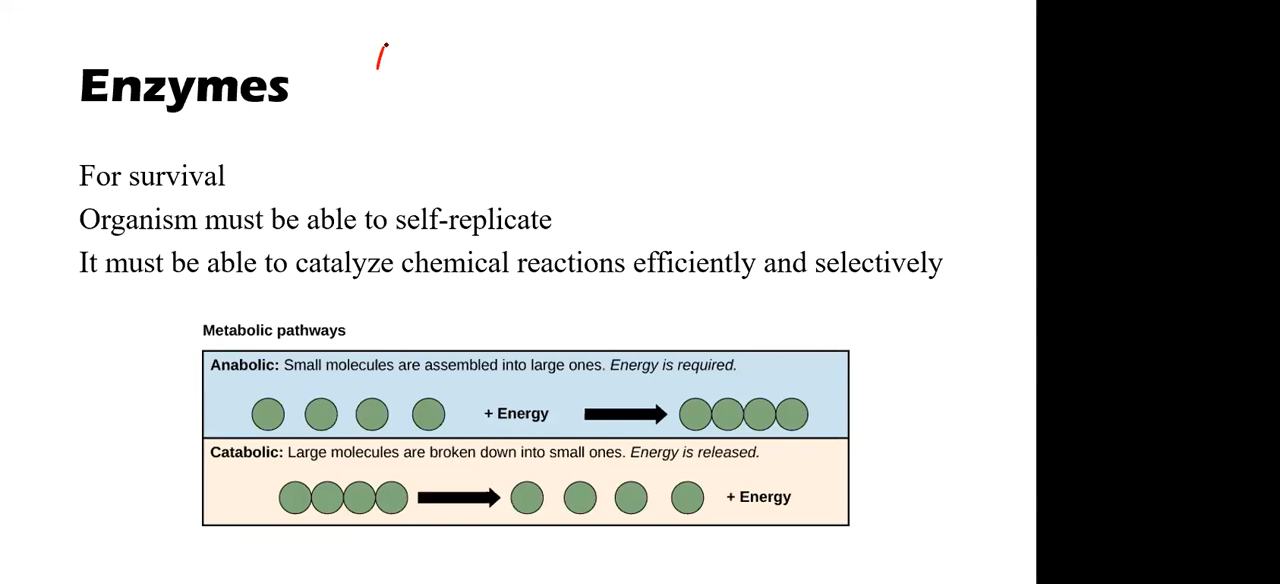 Enzymes
For survival
Organism must be able to self-replicate
It must be able to catalyze chemical reactions efficiently and selectively
Metabolic pathways
Anabolic: Small molecules are assembled into large ones. Energy is required.
+ Energy
Catabolic: Large molecules are broken down into small ones. Energy is released.
+ Energy